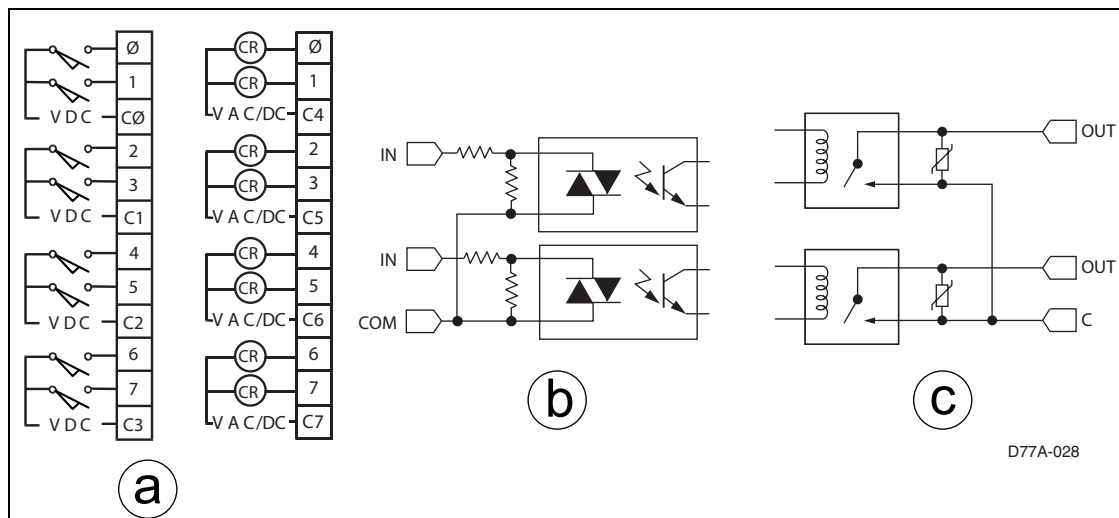 Ø
1
VDC CØ
2
3
VDC C1
4
5
VDC C2
6
7
VDC C3
a
CR Ø
CR 1
VAC/DC C4
CR 2
CR 3
VAC/DC C5
CR 4
CR 5
VAC/DC C6
CR 6
CR 7
VAC/DC C7
IN
IN
COM
b
OUT
OUT
C
c
D77A-028